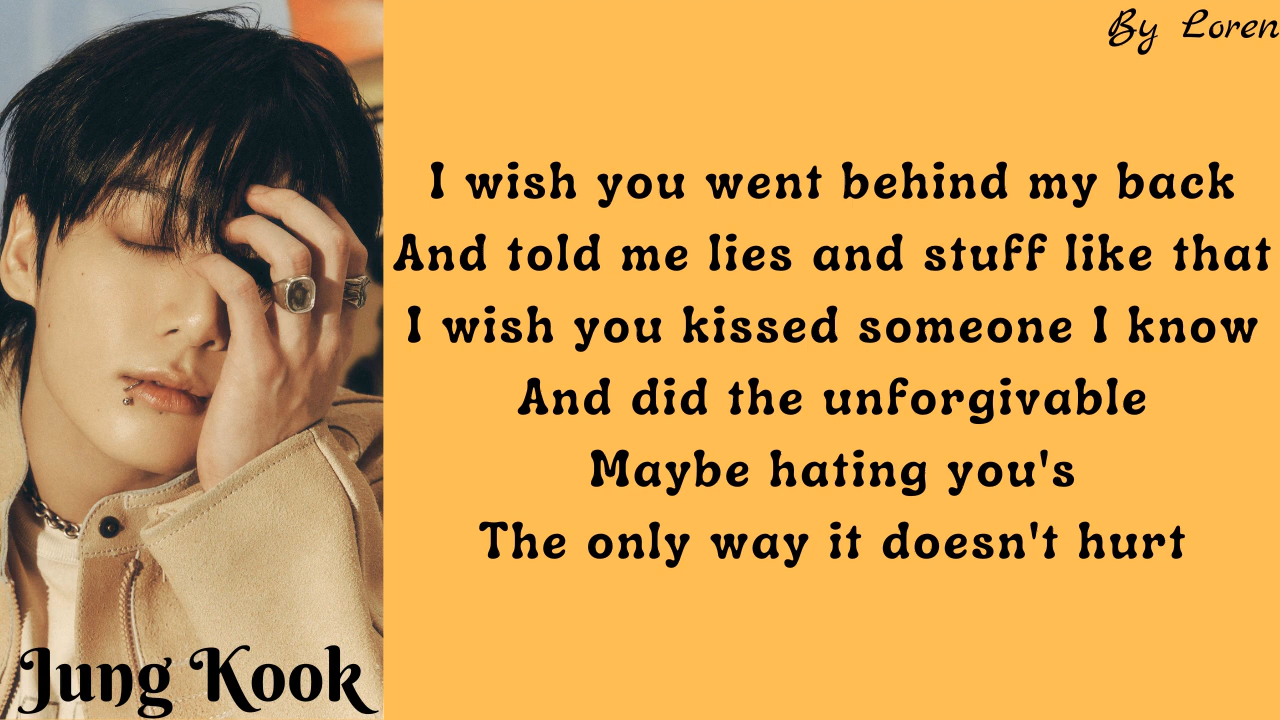 By Loren
I wish you went behind my back
And told me lies and stuff like that
I wish you kissed someone I know
And did the unforgivable
Maybe hating you's
The only way it doesn't hurt
Jung Kook